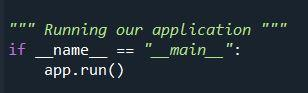 """ Running our application """
if __name__ == "__main__":
    app.run()